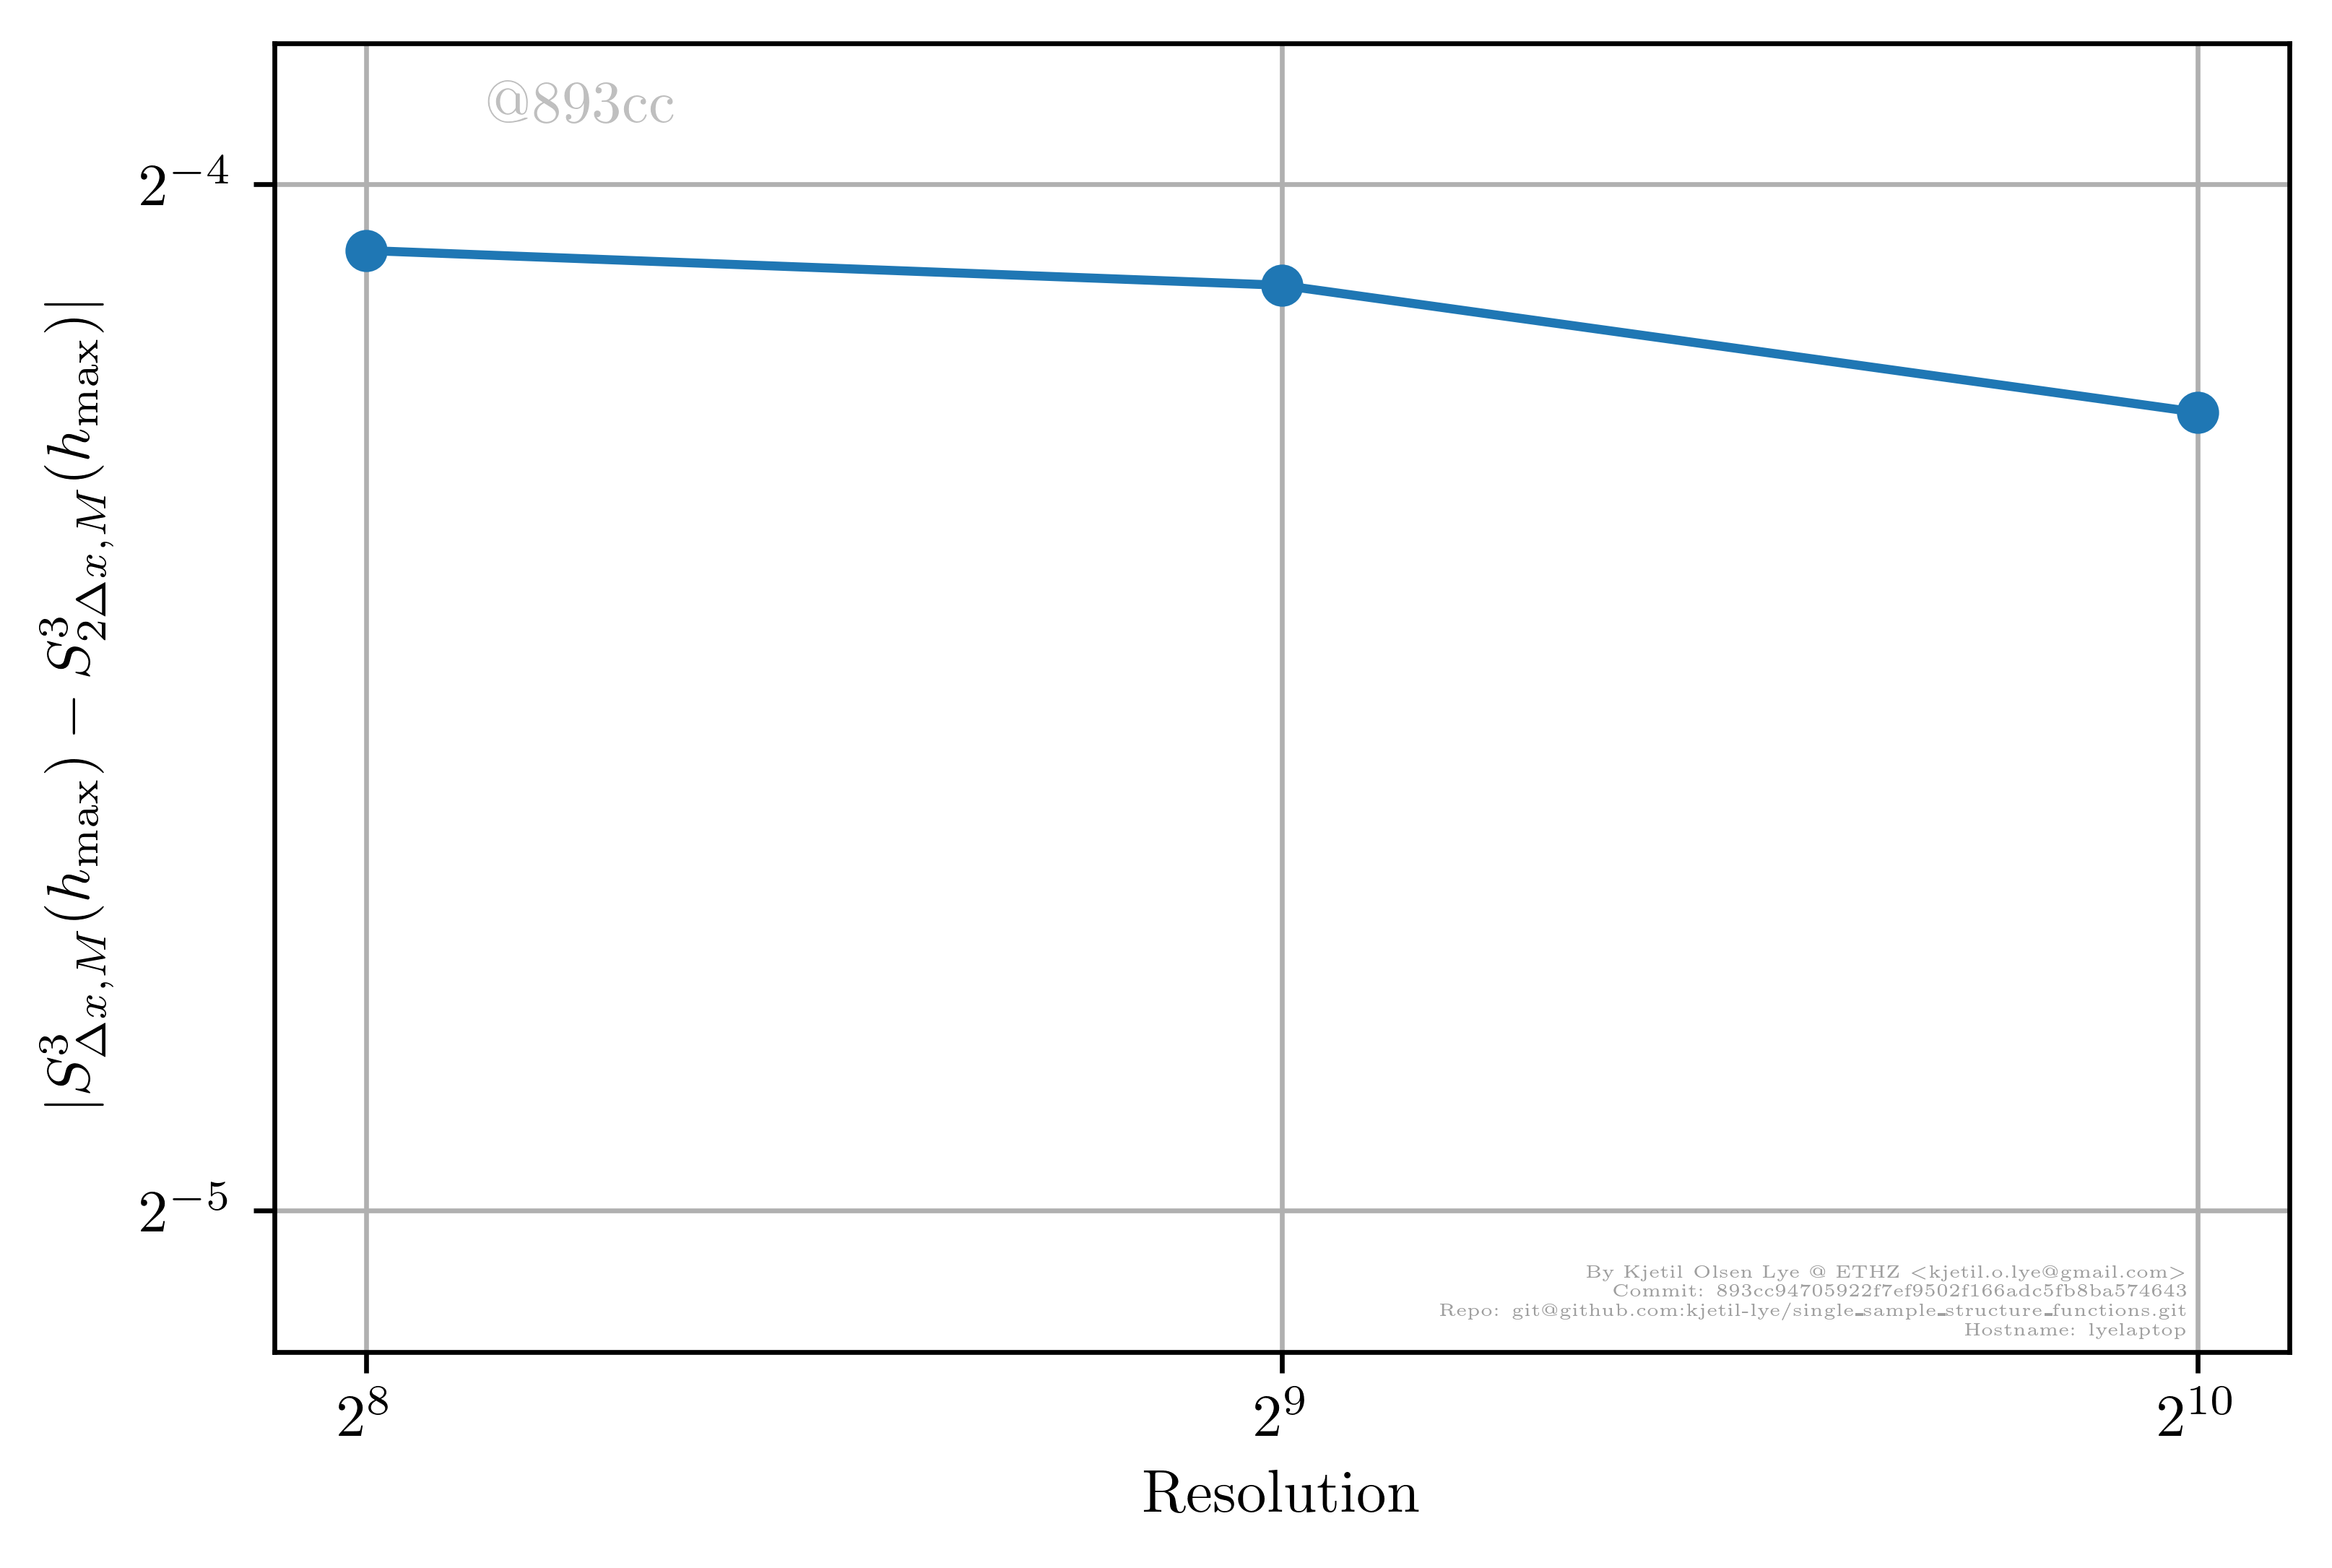 @893cc
2^{-4}
|S^3_{Δx,M}(h_max) − S^3_{2Δx,M}(h_max)|
2^{-5}
By Kjetil Olsen Lye @ ETHZ <kjetil.o.lye@gmail.com>
Commit: 893cc94705922f7ef9502f166adc5fb8ba574643
Repo: git@github.com:kjetil-lye/single_sample_structure_functions.git
Hostname: lyelaptop
2^8 2^9 2^{10}
Resolution